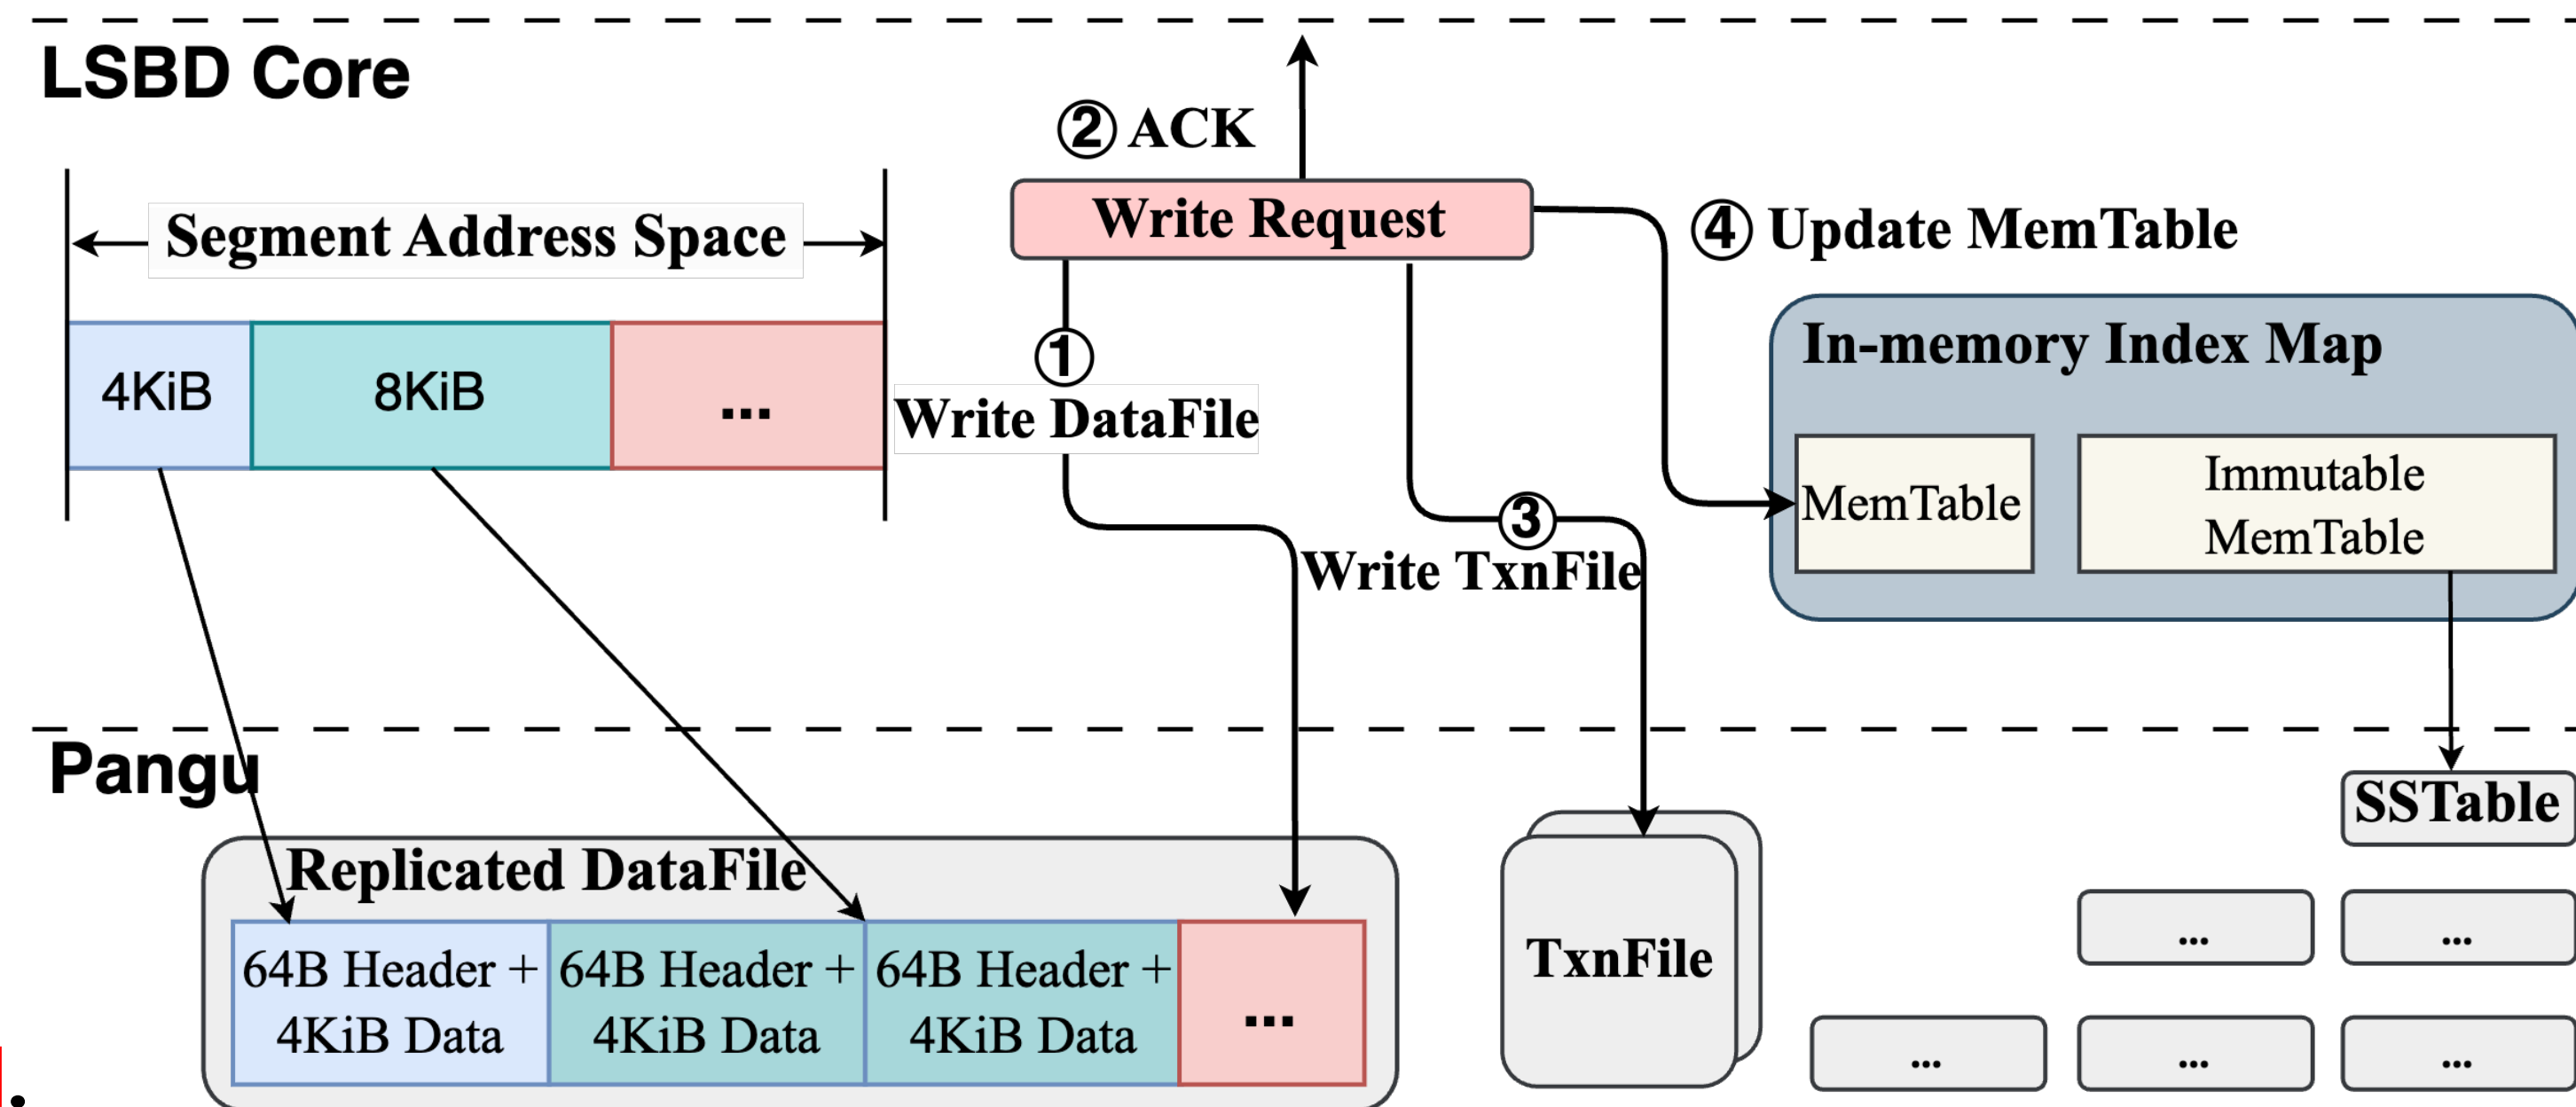 LSBD Core
② ACK
Segment Address Space
Write Request
④ Update MemTable
4KiB
8KiB
...
①
Write DataFile
In-memory Index Map
MemTable
Immutable
MemTable
③
Write TxnFile
Pangu
Replicated DataFile
64B Header +
4KiB Data
64B Header +
4KiB Data
64B Header +
4KiB Data
...
TxnFile
SSTable
...
...
...
...
...
.